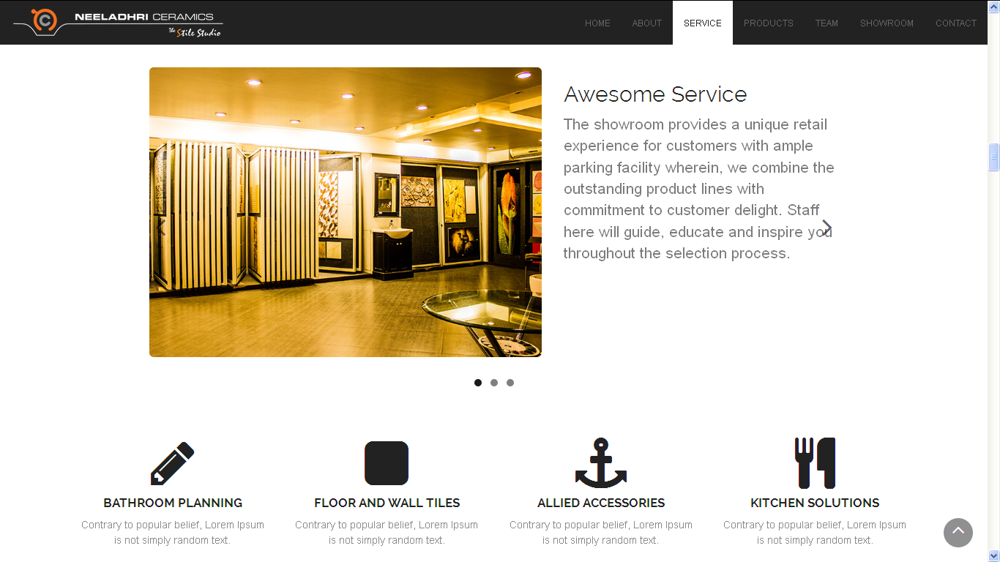 NEELADHRI CERAMICS
The Stile Studio
HOME ABOUT SERVICE PRODUCTS TEAM SHOWROOM CONTACT
Awesome Service
The showroom provides a unique retail
experience for customers with ample
parking facility wherein, we combine the
outstanding product lines with
commitment to customer delight. Staff
here will guide, educate and inspire you
throughout the selection process.
BATHROOM PLANNING
Contrary to popular belief, Lorem Ipsum
is not simply random text.
FLOOR AND WALL TILES
Contrary to popular belief, Lorem Ipsum
is not simply random text.
ALLIED ACCESSORIES
Contrary to popular belief, Lorem Ipsum
is not simply random text.
KITCHEN SOLUTIONS
Contrary to popular belief, Lorem Ipsum
is not simply random text.